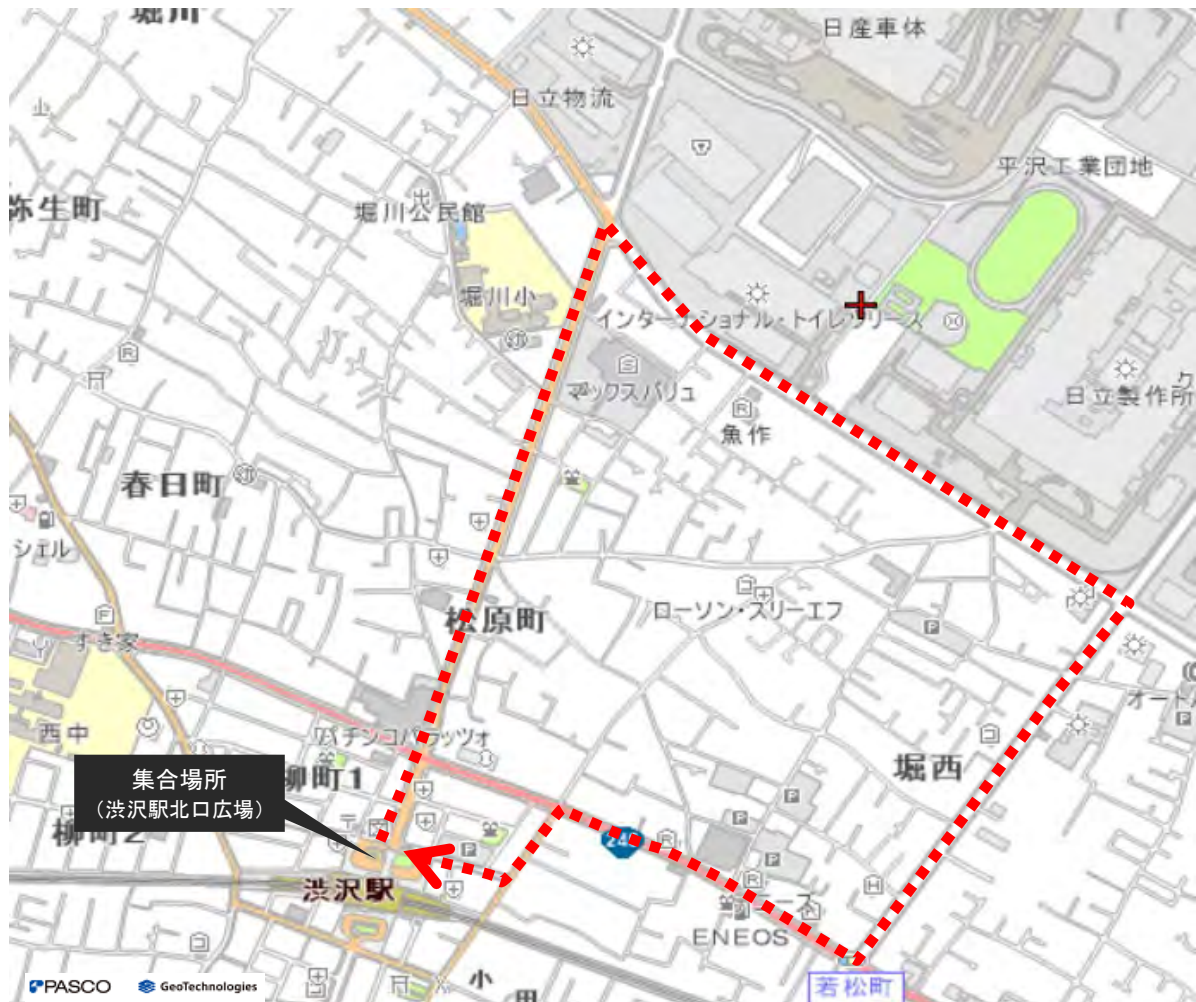 堀川
日産車体
日立物流
平沢工業団地
弥生町
堀川公民館
堀川小
インターナショナル・トイレツリース
マックスバリュ
日立製作所
魚作
春日町
シェル
ローソン・スリーエフ
松原町
すき家
オート
西中
パチンコパラッツォ
堀西
集合場所
(渋沢駅北口広場)
柳町1
柳町2
246
渋沢駅
ENEOS
若松町
小
田
PASCO
GeoTechnologies